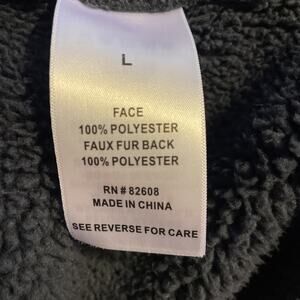 L
FACE
100% POLYESTER
FAUX FUR BACK
100% POLYESTER
RN # 82608
MADE IN CHINA
SEE REVERSE FOR CARE